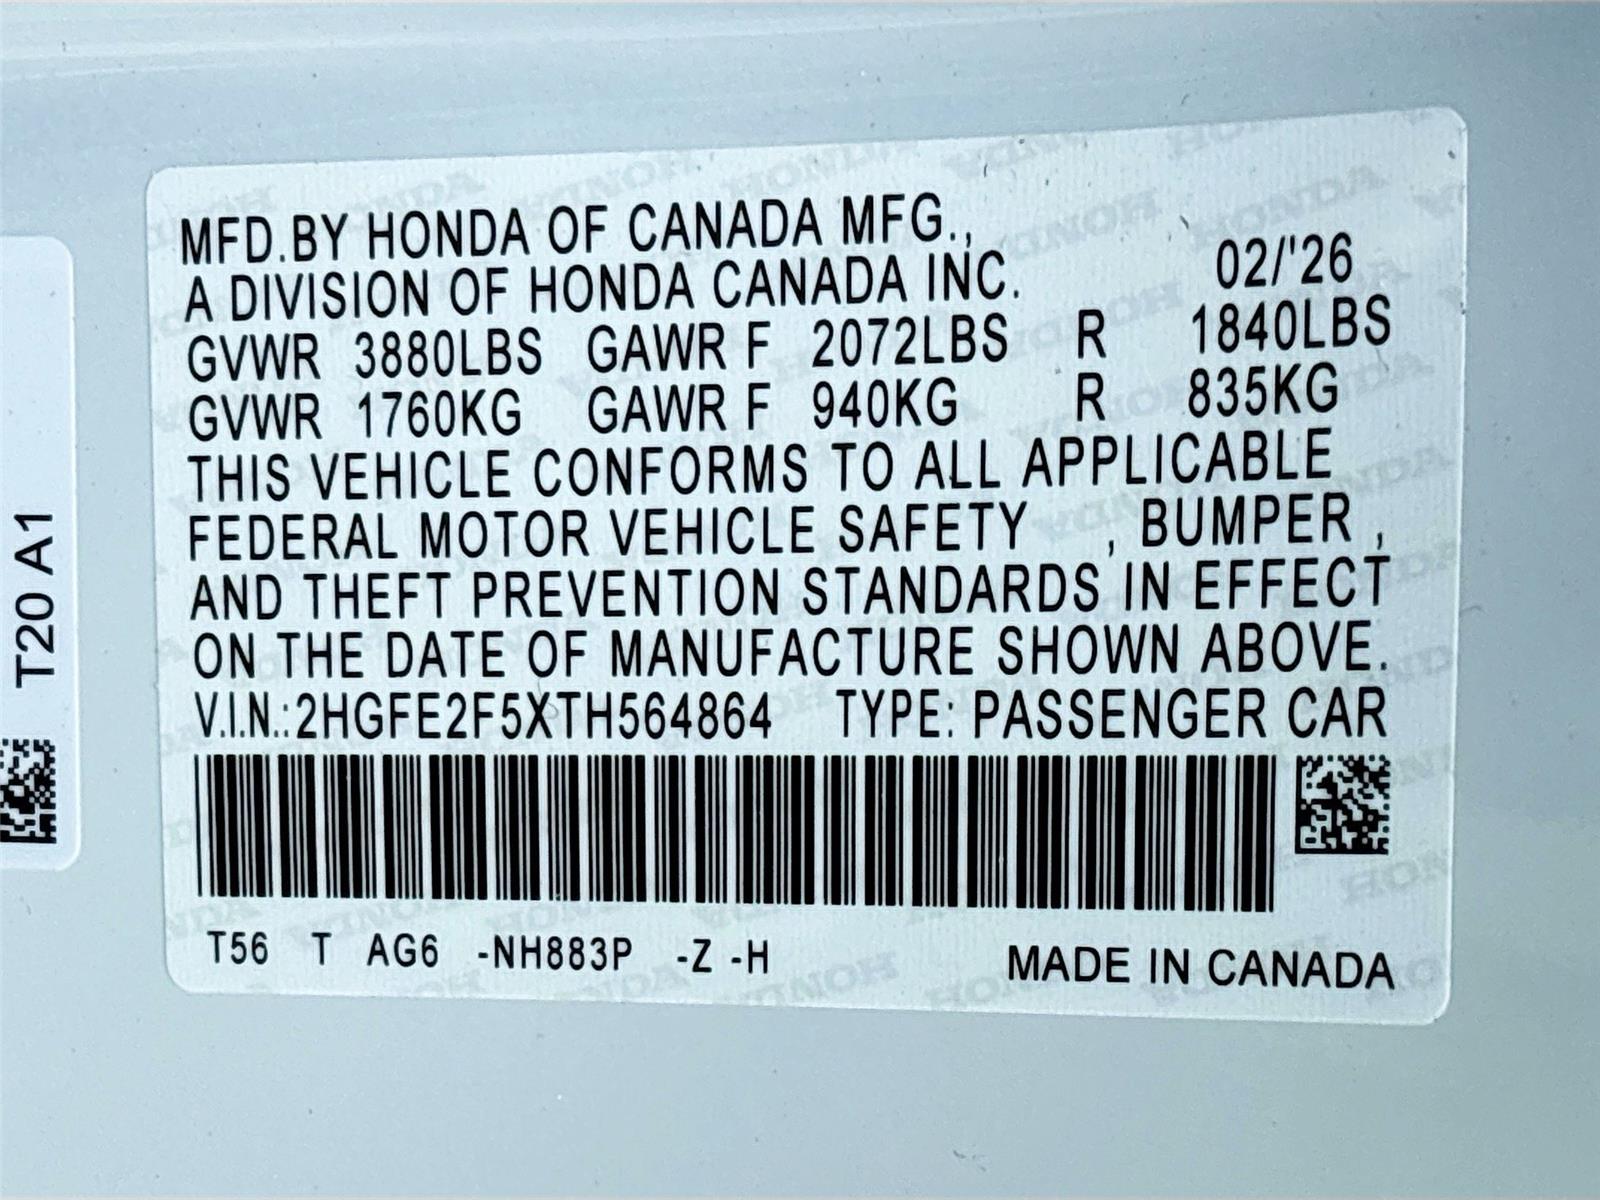 MFD.BY HONDA OF CANADA MFG.,
A DIVISION OF HONDA CANADA INC. 02/'26
GVWR 3880LBS GAWR F 2072LBS R 1840LBS
GVWR 1760KG GAWR F 940KG R 835KG
THIS VEHICLE CONFORMS TO ALL APPLICABLE
FEDERAL MOTOR VEHICLE SAFETY , BUMPER ,
AND THEFT PREVENTION STANDARDS IN EFFECT
ON THE DATE OF MANUFACTURE SHOWN ABOVE.
V.I.N.:2HGFE2F5XTH564864 TYPE: PASSENGER CAR
T56 T AG6 -NH883P -Z -H MADE IN CANADA
T20 A1